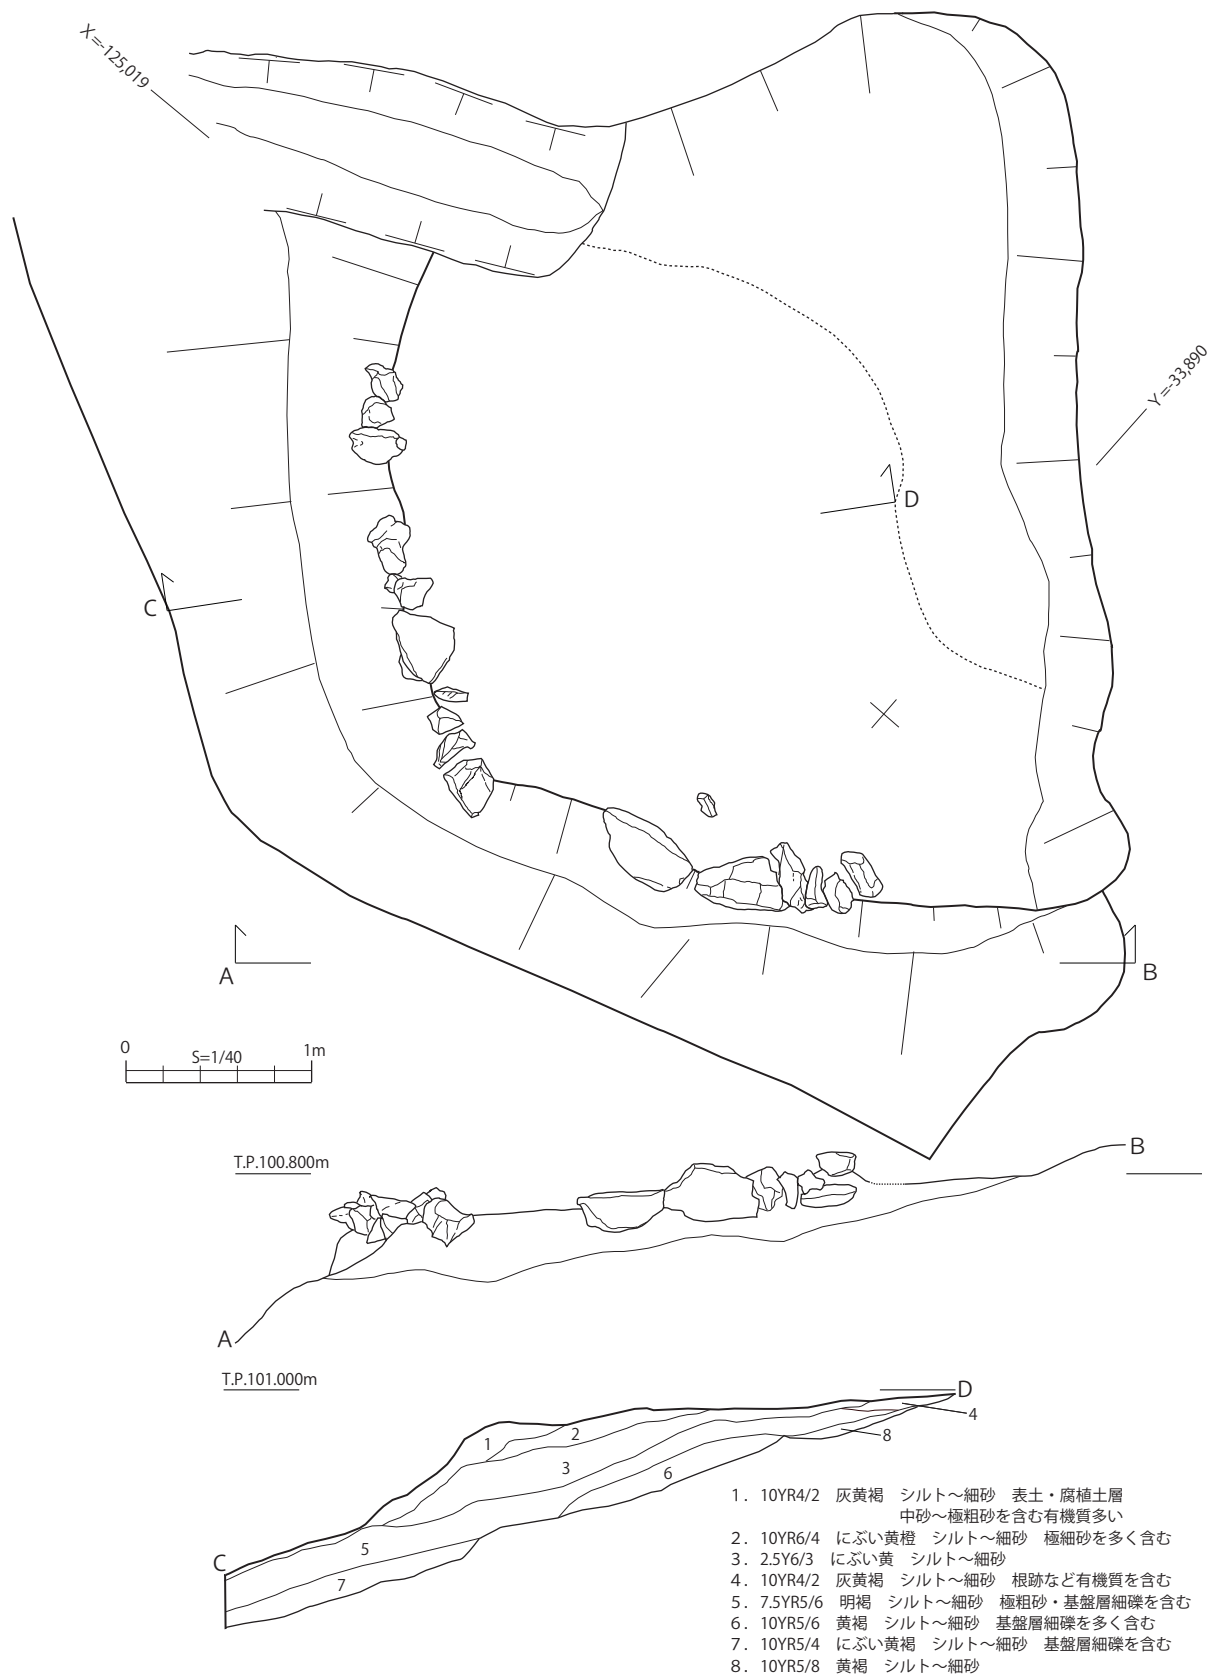 X=-125,019
Y=-33,890
D
C
A
B
0
S=1/40
1m
T.P.100.800m
B
A
T.P.101.000m
D
4
8
1
2
3
6
5
C
7
1．10YR4/2　灰黄褐　シルト～細砂　表土・腐植土層
中砂～極粗砂を含む有機質多い
2．10YR6/4　にぶい黄橙　シルト～細砂　極細砂を多く含む
3．2.5Y6/3　にぶい黄　シルト～細砂
4．10YR4/2　灰黄褐　シルト～細砂　根跡など有機質を含む
5．7.5YR5/6　明褐　シルト～細砂　極粗砂・基盤層細礫を含む
6．10YR5/6　黄褐　シルト～細砂　基盤層細礫を多く含む
7．10YR5/4　にぶい黄褐　シルト～細砂　基盤層細礫を含む
8．10YR5/8　黄褐　シルト～細砂